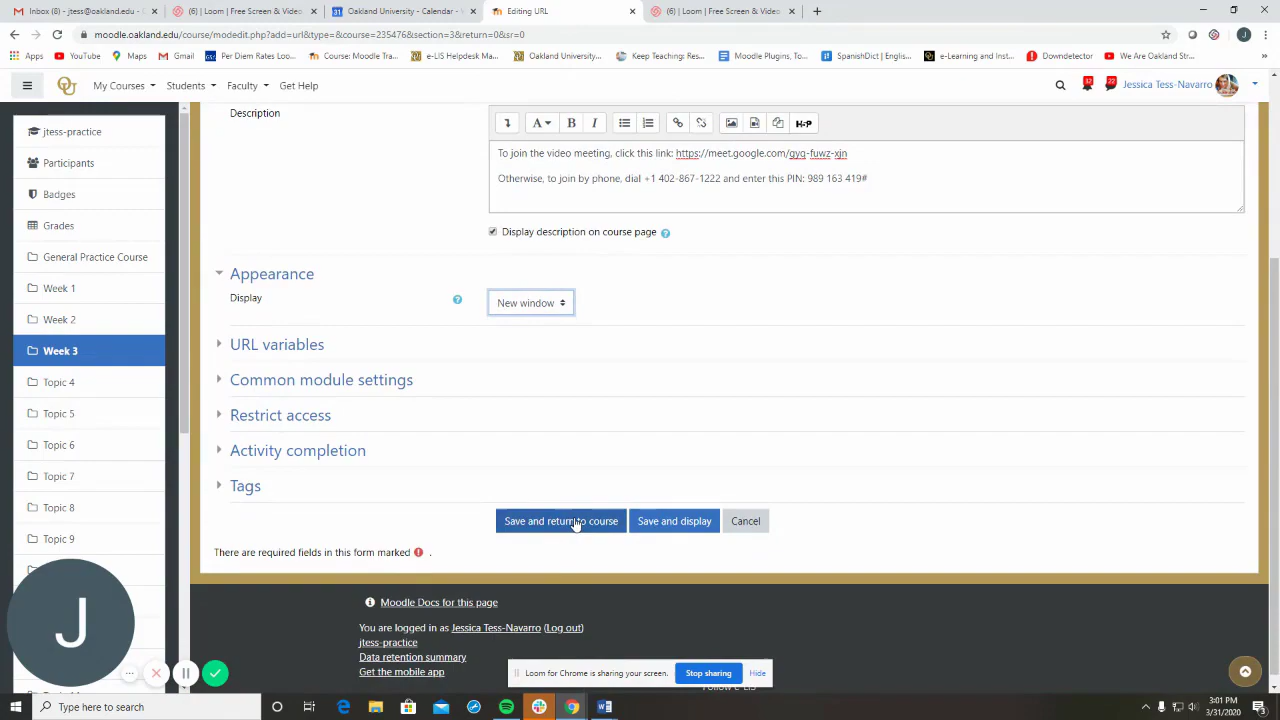 Inbox (8) - jtess@oakland.edu -
(6) | Loom | Free Screen & Video
Oakland University - Calendar -
Editing URL
(6) | Loom | Free Screen & Video
moodle.oakland.edu/course/modedit.php?add=url&type=&course=235476&section=3&return=0&sr=0
Apps
YouTube
Maps
Gmail
Per Diem Rates Gen...
Course: Moodle Tra...
e-LIS Helpdesk Ma...
Oakland University...
Keep Teaching: Res...
Moodle Plugins, To...
SpanishDict | Englis...
e-Learning and Inst...
Downdetector
We Are Oakland Str...
My Courses
Students
Faculty
Get Help
Jessica Tess-Navarro
jtess-practice
Participants
Badges
Grades
General Practice Course
Week 1
Week 2
Week 3
Topic 4
Topic 5
Topic 6
Topic 7
Topic 8
Topic 9
J
Description
A
B
I
H-P
To join the video meeting, click this link: https://meet.google.com/gyq-fuwz-xjn
Otherwise, to join by phone, dial +1 402-867-1222 and enter this PIN: 989 163 419#
Display description on course page
Appearance
Display
New window
URL variables
Common module settings
Restrict access
Activity completion
Tags
Save and return to course
Save and display
Cancel
There are required fields in this form marked .
Moodle Docs for this page
You are logged in as Jessica Tess-Navarro (Log out)
jtess-practice
Data retention summary
Get the mobile app
Loom for Chrome is sharing your screen.
Stop sharing
Hide
Type here to search
3:01 PM
3/31/2020